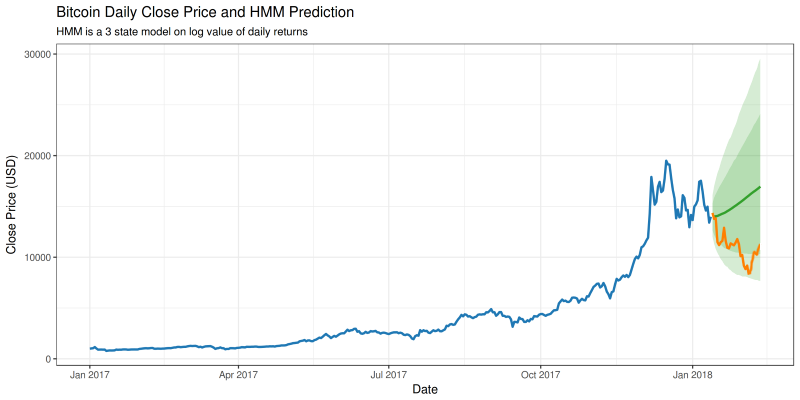 Bitcoin Daily Close Price and HMM Prediction
HMM is a 3 state model on log value of daily returns
30000
20000
10000
0
Close Price (USD)
Jan 2017
Apr 2017
Jul 2017
Oct 2017
Jan 2018
Date